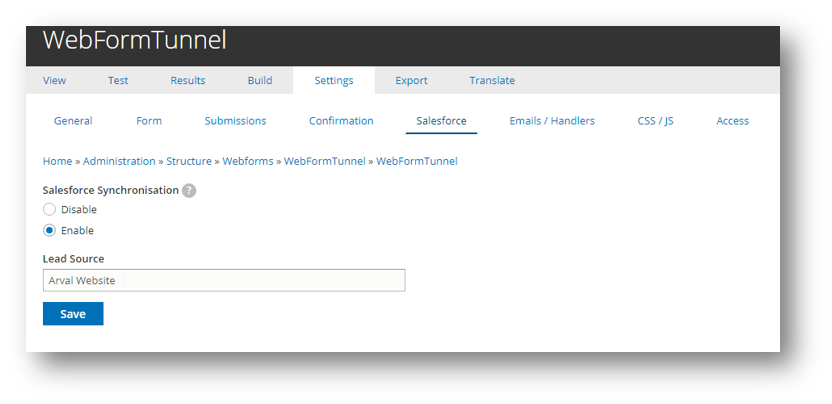 WebFormTunnel
View Test Results Build Settings Export Translate
General Form Submissions Confirmation Salesforce Emails / Handlers CSS / JS Access
Home » Administration » Structure » Webforms » WebFormTunnel » WebFormTunnel
Salesforce Synchronisation ?
Disable
Enable
Lead Source
Arval Website
Save